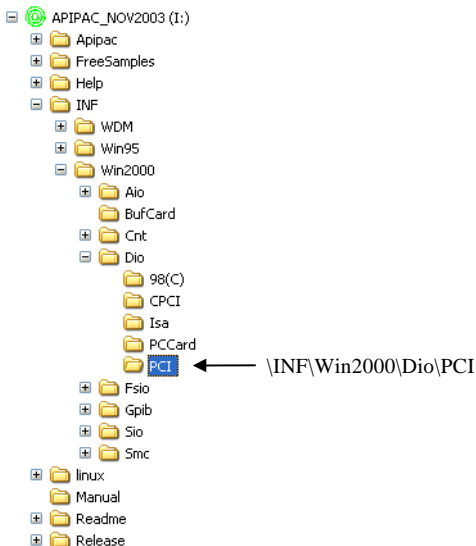 APIPAC_NOV2003 (I:)
Apipac
FreeSamples
Help
INF
WDM
Win95
Win2000
Aio
BufCard
Cnt
Dio
98(C)
CPCI
Isa
PCCard
PCI \INF\Win2000\Dio\PCI
Fsio
Gpib
Sio
Smc
linux
Manual
Readme
Release